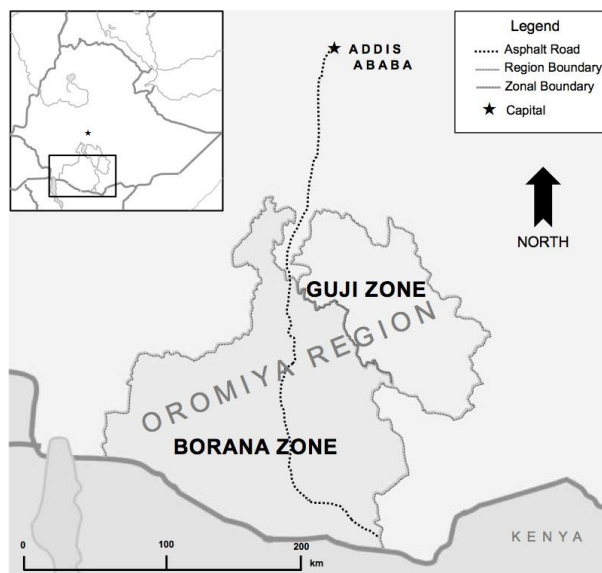 Legend
Asphalt Road
Region Boundary
Zonal Boundary
Capital
ADDIS
ABABA
NORTH
GUJI ZONE
OROMIYA REGION
BORANA ZONE
KENYA
0 100 200
km